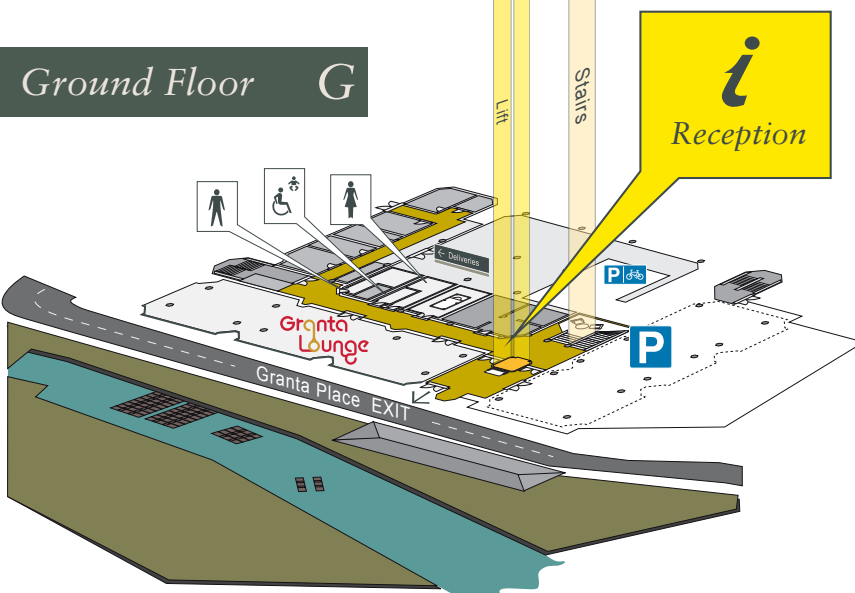 Ground Floor G
Lift
Stairs
i
Reception
← Deliveries
P
Granta
Lounge
P
Granta Place EXIT